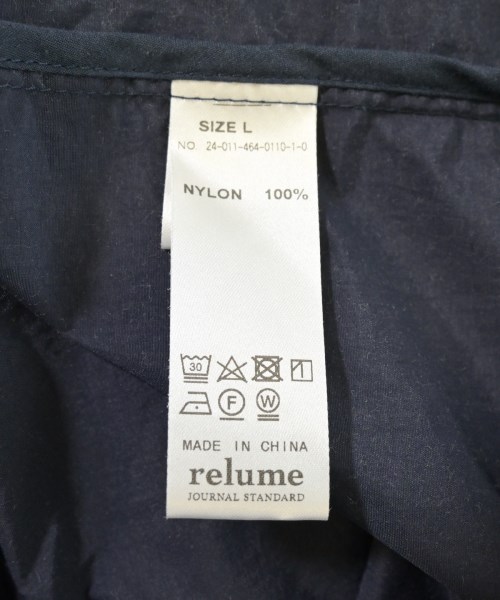 SIZE L
NO. 24-011-464-0110-1-0
NYLON 100%
30
F W
MADE IN CHINA
relume
JOURNAL STANDARD